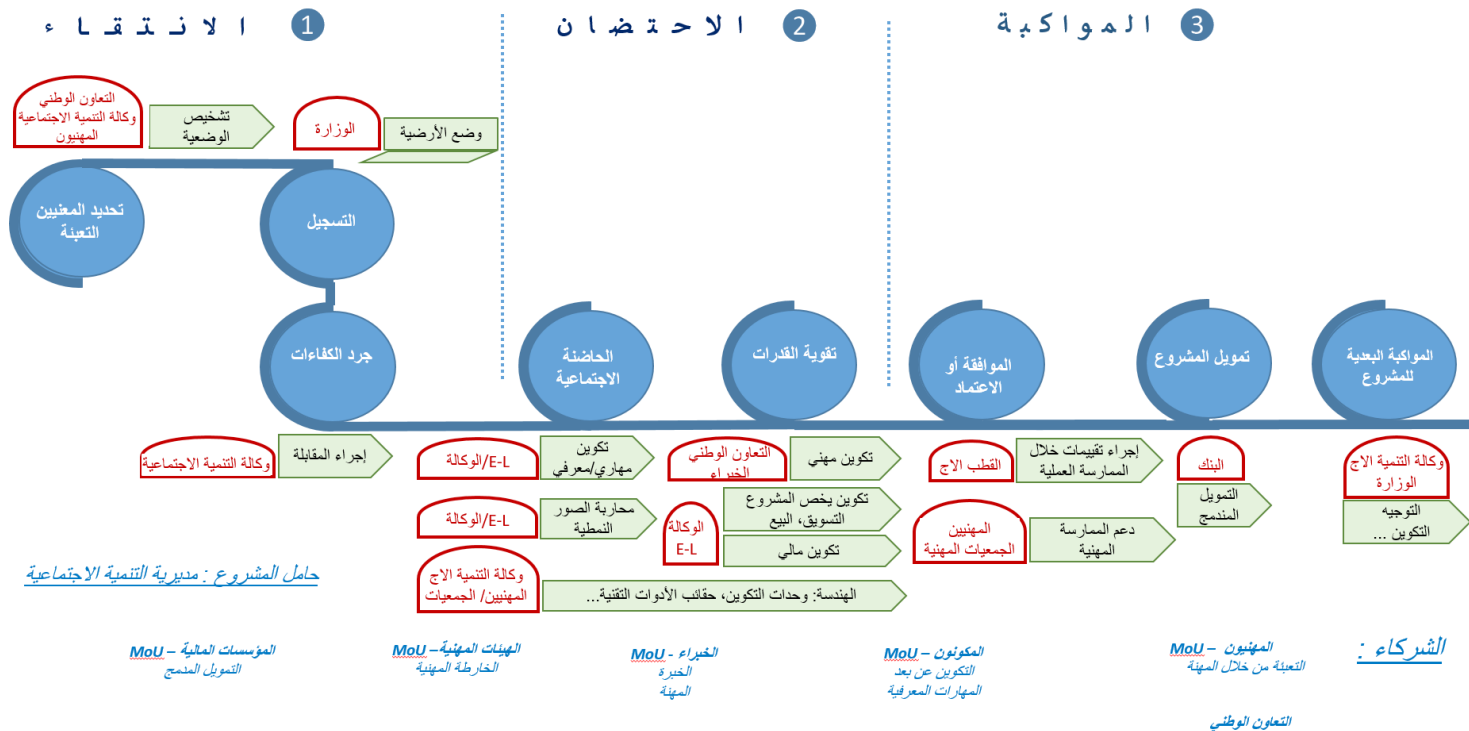 1 الانتقاء
2 الاحتضان
3 المواكبة
التعاون الوطني
وكالة التنمية الاجتماعية
المهنيون
تشخيص
الوضعية
الوزارة
وضع الأرضية
تحديد المعنيين
التعبئة
التسجيل
جرد الكفاءات
الحاضنة
الاجتماعية
تقوية القدرات
الموافقة أو
الاعتماد
تمويل المشروع
المواكبة البعدية
للمشروع
وكالة التنمية الاجتماعية
إجراء المقابلة
E-L/الوكالة
تكوين
مهاري/معرفي
E-L/الوكالة
محاربة الصور
النمطية
وكالة التنمية الاج
المهنيين/ الجمعيات
الهندسة: وحدات التكوين، حقائب الأدوات التقنية...
التعاون الوطني
الخبراء
تكوين مهني
الوكالة
E-L
تكوين يخص المشروع
التسويق، البيع
تكوين مالي
القطب الاج
إجراء تقييمات خلال
الممارسة العملية
المهنيين
الجمعيات المهنية
دعم الممارسة
المهنية
البنك
التمويل
المندمج
وكالة التنمية الاج
الوزارة
التوجيه
التكوين ...
حامل المشروع : مديرية التنمية الاجتماعية
الشركاء :
المهنيون – MoU
التعبئة من خلال المهنة
التعاون الوطني
المكونون – MoU
التكوين عن بعد
المهارات المعرفية
الخبراء - MoU
الخبرة
المهنة
الهيئات المهنية – MoU
الخارطة المهنية
المؤسسات المالية – MoU
التمويل المدمج